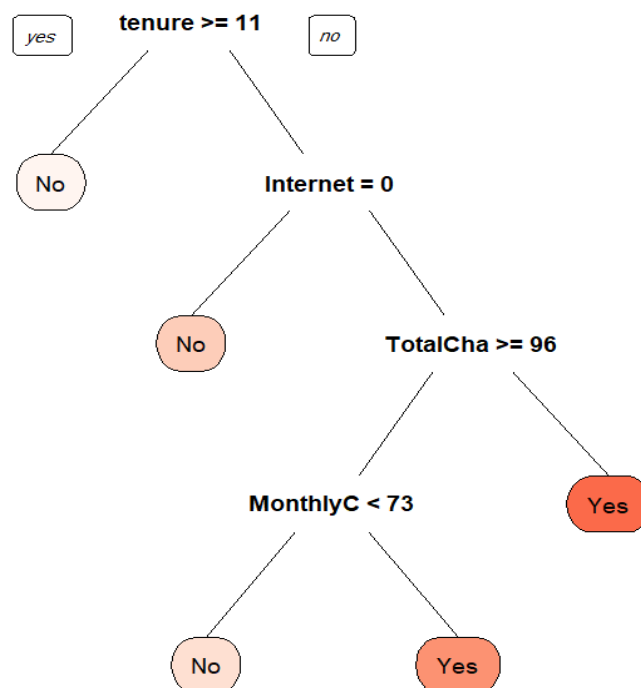 yes
tenure >= 11
no
No
Internet = 0
No
TotalCha >= 96
MonthlyC < 73
Yes
No
Yes